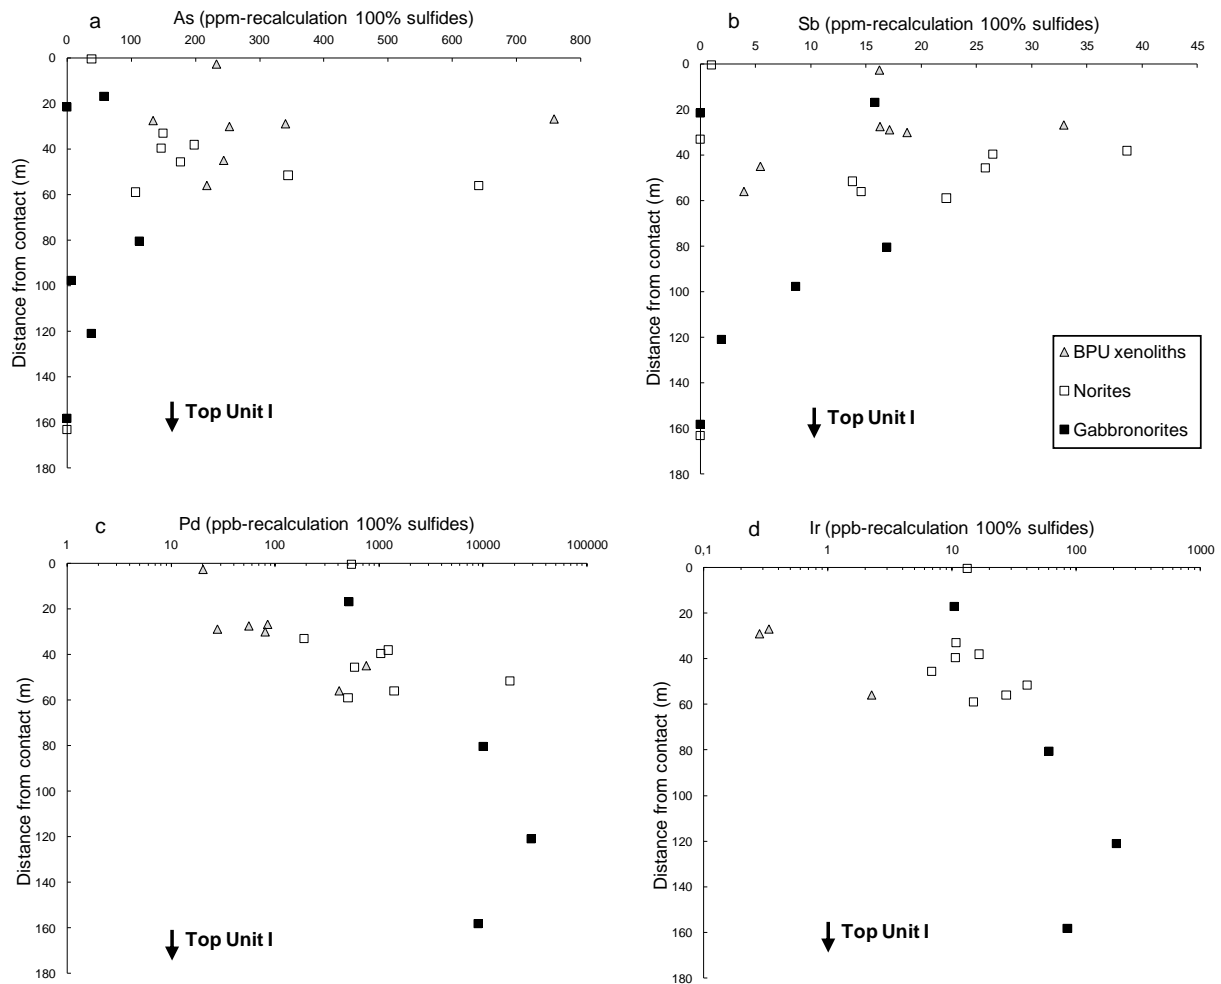 a
As (ppm-recalculation 100% sulfides)
0 100 200 300 400 500 600 700 800
0
20
40
60
80
100
120
140
160
180
Distance from contact (m)
Top Unit I
b
Sb (ppm-recalculation 100% sulfides)
0 5 10 15 20 25 30 35 40 45
0
20
40
60
80
100
120
140
160
180
Distance from contact (m)
BPU xenoliths
Norites
Gabbronorites
Top Unit I
c
Pd (ppb-recalculation 100% sulfides)
1 10 100 1000 10000 100000
0
20
40
60
80
100
120
140
160
180
Distance from contact (m)
Top Unit I
d
Ir (ppb-recalculation 100% sulfides)
0,1 1 10 100 1000
0
20
40
60
80
100
120
140
160
180
Distance from contact (m)
Top Unit I